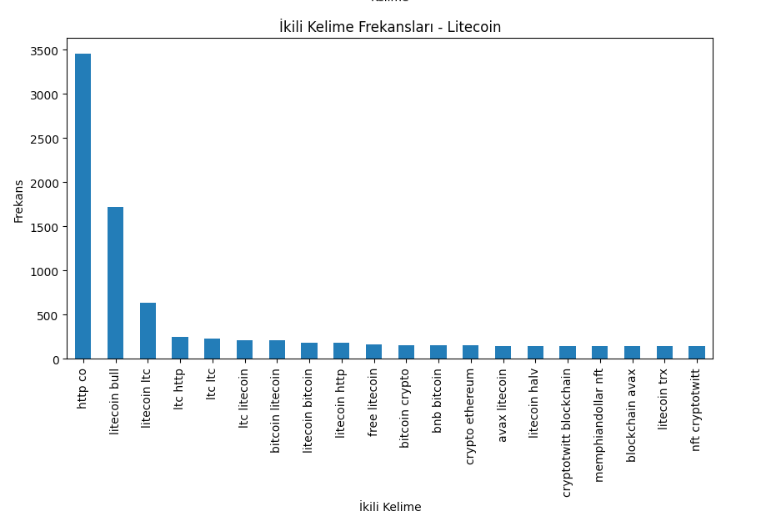 Kelime
İkili Kelime Frekansları - Litecoin
3500
3000
2500
2000
1500
1000
500
0
Frekans
http co
litecoin bull
litecoin ltc
ltc http
ltc ltc
ltc litecoin
bitcoin litecoin
litecoin bitcoin
litecoin http
free litecoin
bitcoin crypto
bnb bitcoin
crypto ethereum
avax litecoin
litecoin halv
cryptotwitt blockchain
memphiandollar nft
blockchain avax
litecoin trx
nft cryptotwitt
İkili Kelime